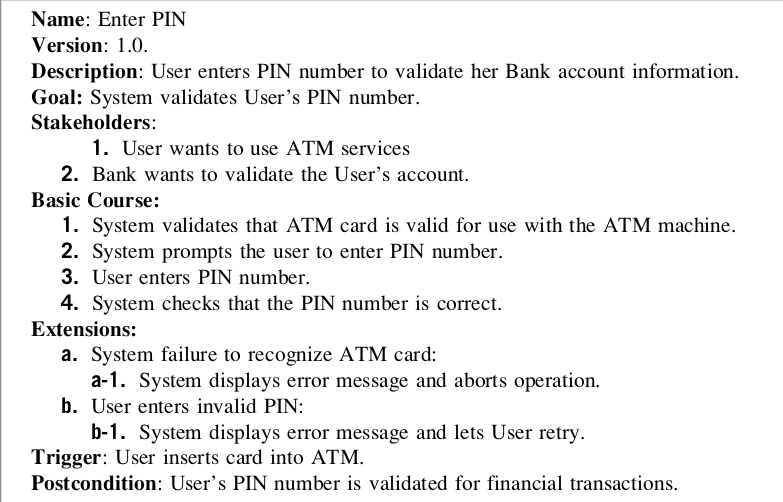 Name: Enter PIN
Version: 1.0.
Description: User enters PIN number to validate her Bank account information.
Goal: System validates User's PIN number.
Stakeholders:
1. User wants to use ATM services
2. Bank wants to validate the User's account.
Basic Course:
1. System validates that ATM card is valid for use with the ATM machine.
2. System prompts the user to enter PIN number.
3. User enters PIN number.
4. System checks that the PIN number is correct.
Extensions:
a. System failure to recognize ATM card:
a-1. System displays error message and aborts operation.
b. User enters invalid PIN:
b-1. System displays error message and lets User retry.
Trigger: User inserts card into ATM.
Postcondition: User's PIN number is validated for financial transactions.